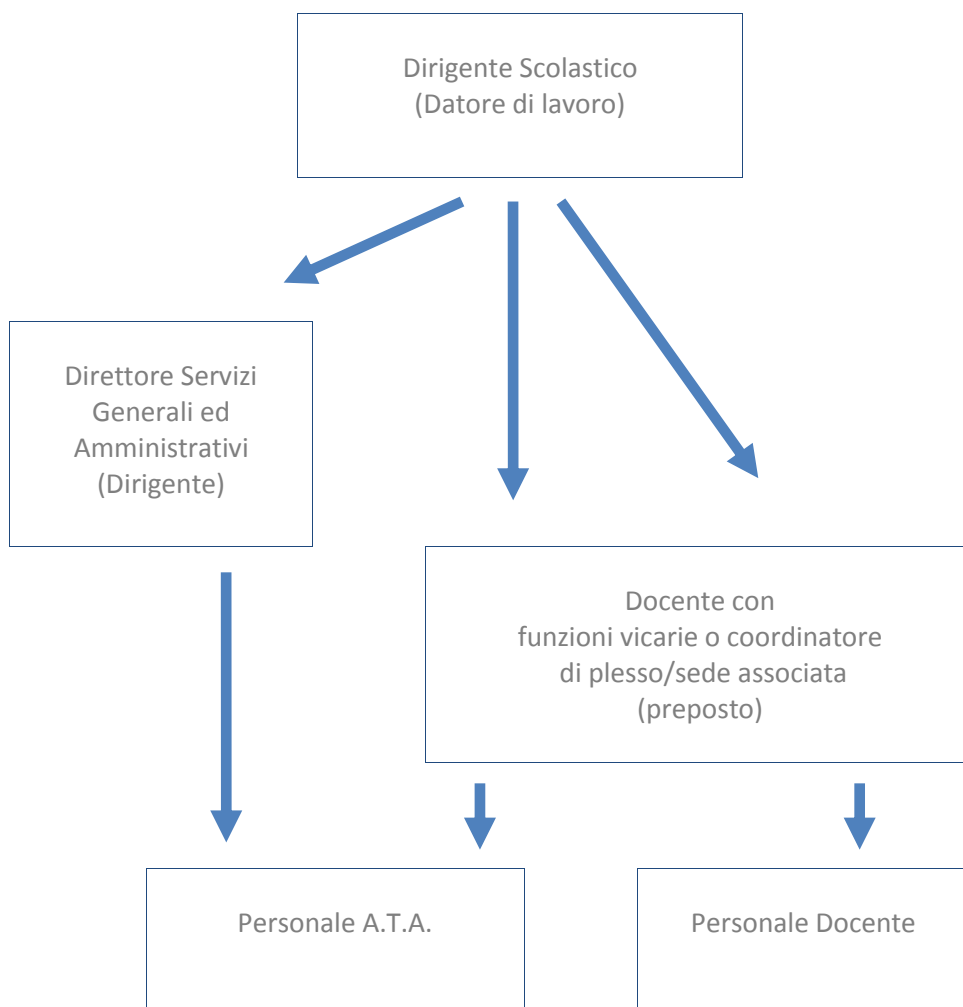 Dirigente Scolastico
(Datore di lavoro)
Direttore Servizi
Generali ed
Amministrativi
(Dirigente)
Docente con
funzioni vicarie o coordinatore
di plesso/sede associata
(preposto)
Personale A.T.A.
Personale Docente